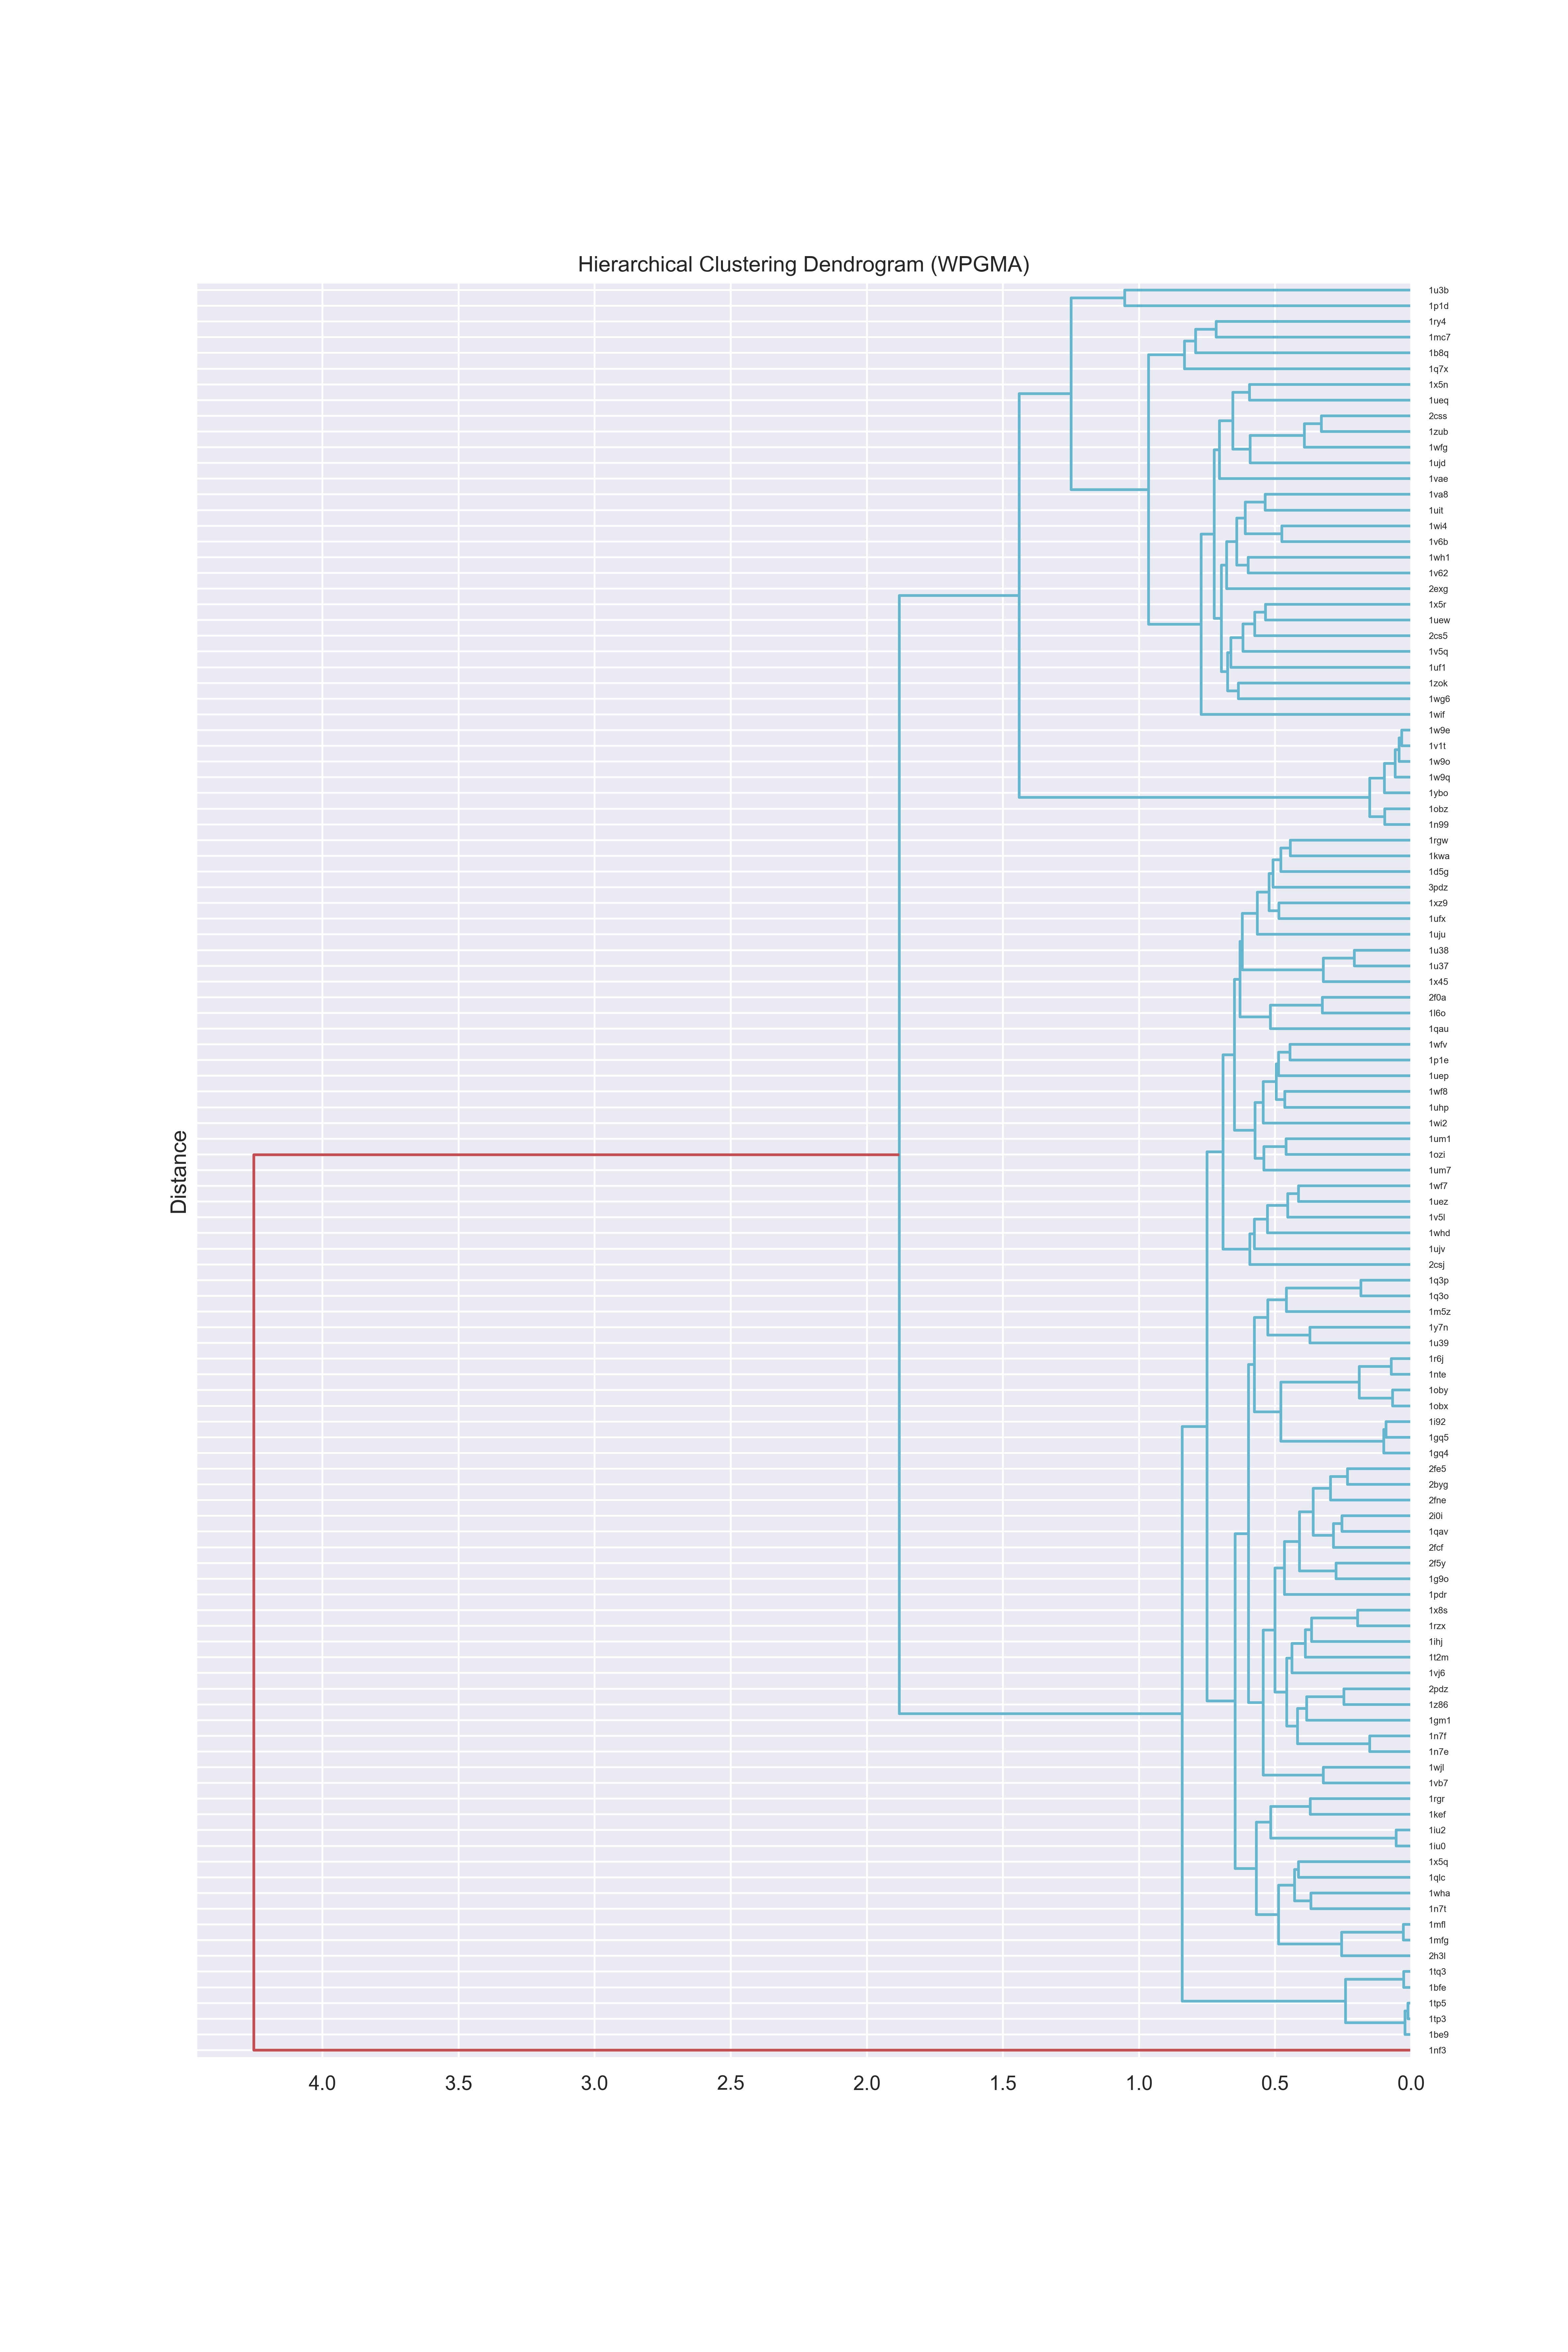 Hierarchical Clustering Dendrogram (WPGMA)
1u3b
1p1d
1ry4
1mc7
1b8q
1q7x
1x5n
1ueq
2css
1zub
1wfg
1ujd
1vae
1va8
1uit
1wi4
1v6b
1wh1
1v62
2exg
1x5r
1uew
2cs5
1v5q
1uf1
1zok
1wg6
1wif
1w9e
1v1t
1w9o
1w9q
1ybo
1obz
1n99
1rgw
1kwa
1d5g
3pdz
1xz9
1ufx
1uju
1u38
1u37
1x45
2f0a
1l6o
1qau
1wfv
1p1e
1uep
1wf8
1uhp
1wi2
1um1
1ozi
1um7
1wf7
1uez
1v5l
1whd
1ujv
2csj
1q3p
1q3o
1m5z
1y7n
1u39
1r6j
1nte
1oby
1obx
1i92
1gq5
1gq4
2fe5
2byg
2fne
2i0i
1qav
2fcf
2f5y
1g9o
1pdr
1x8s
1rzx
1ihj
1t2m
1vj6
2pdz
1z86
1gm1
1n7f
1n7e
1wjl
1vb7
1rgr
1kef
1iu2
1iu0
1x5q
1qlc
1wha
1n7t
1mfl
1mfg
2h3l
1tq3
1bfe
1tp5
1tp3
1be9
1nf3
Distance
4.0 3.5 3.0 2.5 2.0 1.5 1.0 0.5 0.0